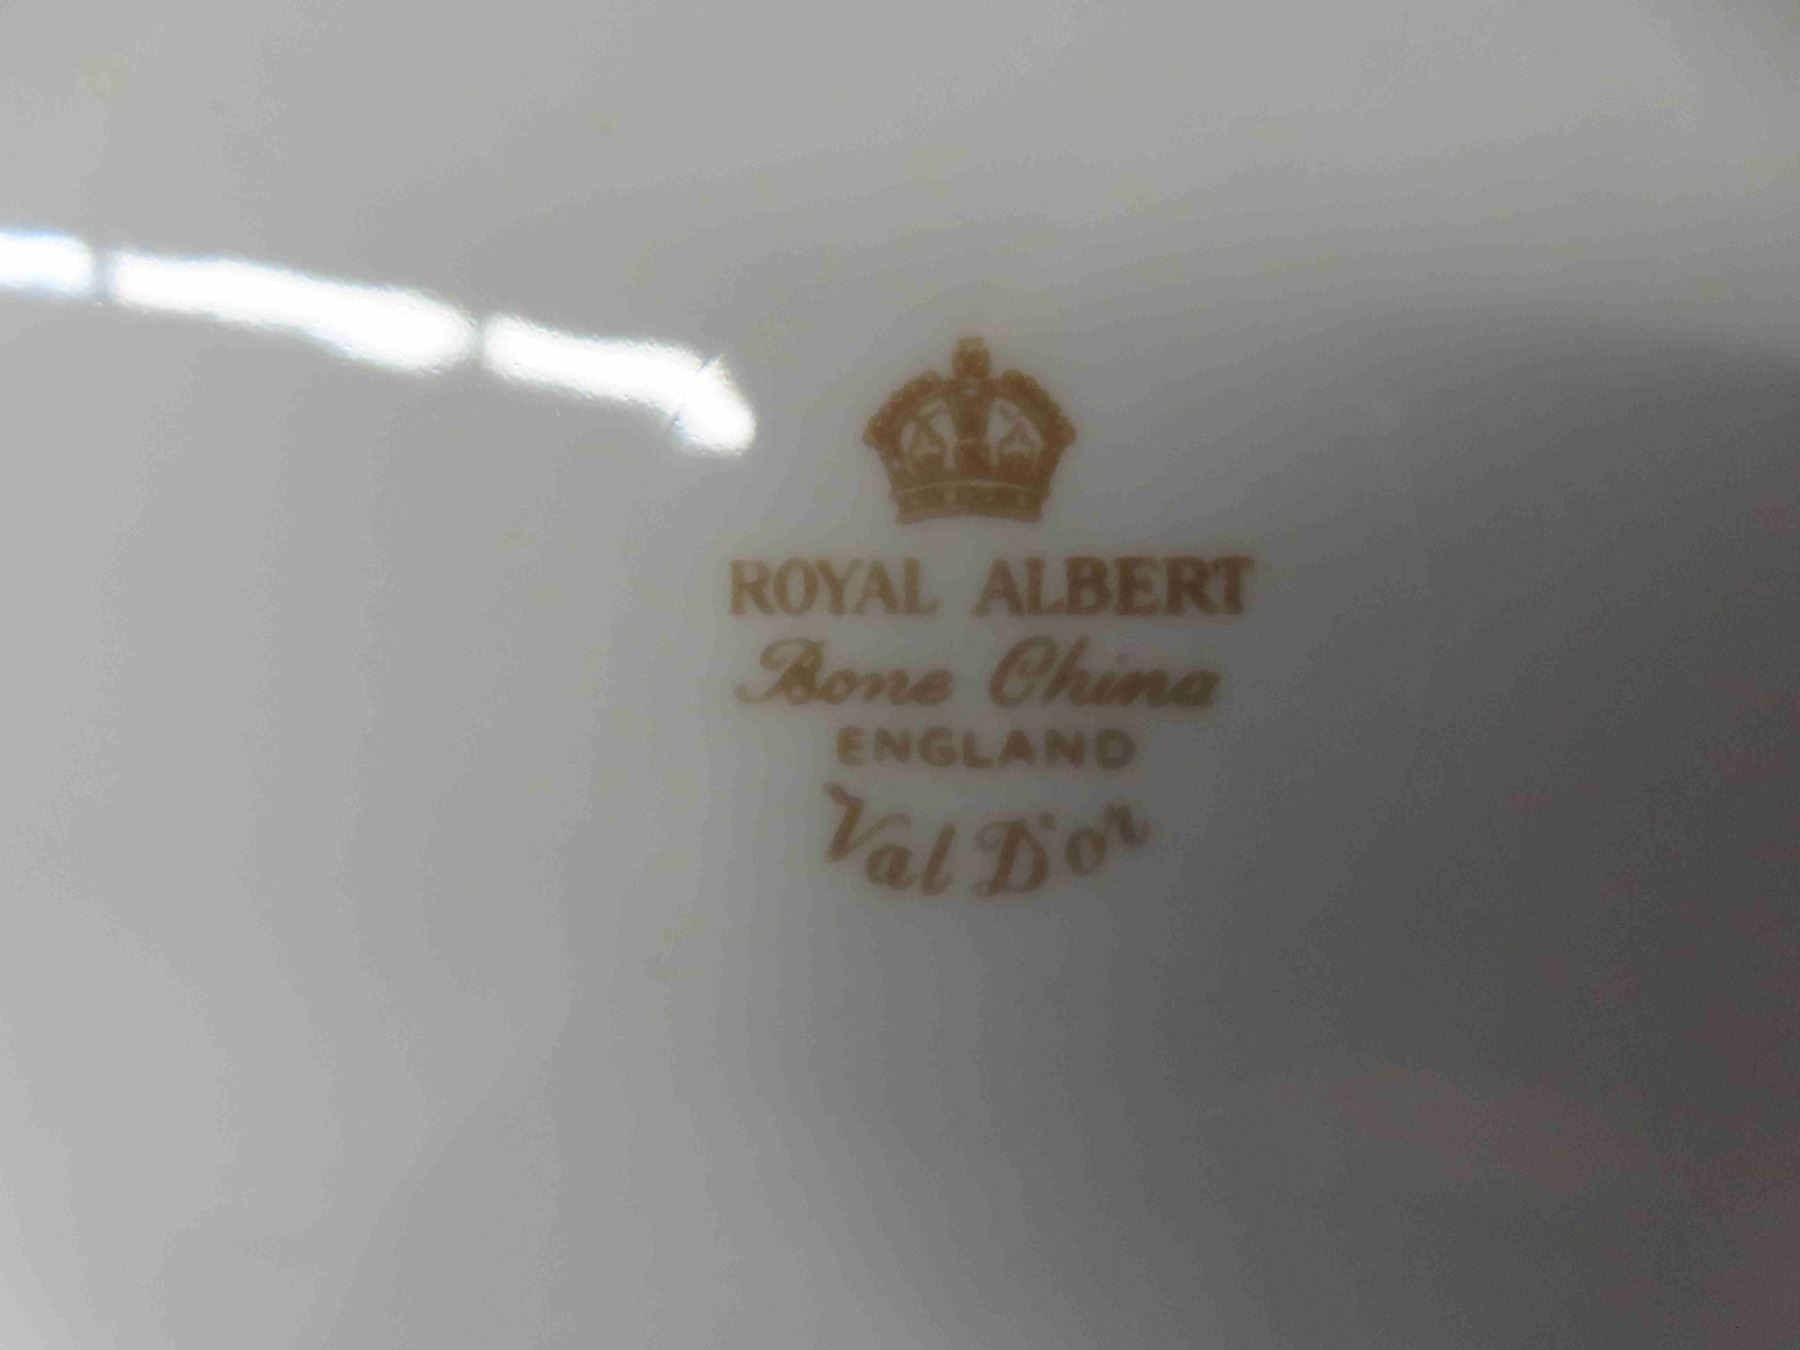 ROYAL ALBERT
Bone China
ENGLAND
Val D'or